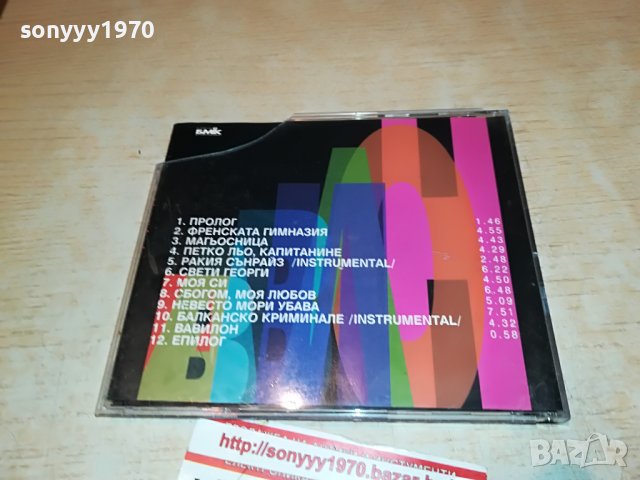 sonyyy1970
БМК
1. ПРОЛОГ 1.46
2. ФРЕНСКАТА ГИМНАЗИЯ 4.55
3. МАГЬОСНИЦА 4.43
4. ПЕТКО ЛЬО, КАПИТАНИНЕ 4.29
5. РАКИЯ СЪНРАЙЗ /INSTRUMENTAL/ 2.48
6. СВЕТИ ГЕОРГИ 6.22
7. МОЯ СИ 4.50
8. СБОГОМ, МОЯ ЛЮБОВ 6.48
9. НЕВЕСТО МОРИ УБАВА 5.09
10. БАЛКАНСКО КРИМИНАЛЕ /INSTRUMENTAL/ 7.51
11. ВАВИЛОН 4.32
12. ЕПИЛОГ 0.58
http://sonyyy1970.bazar.b
sonyyy1970
BAZAR